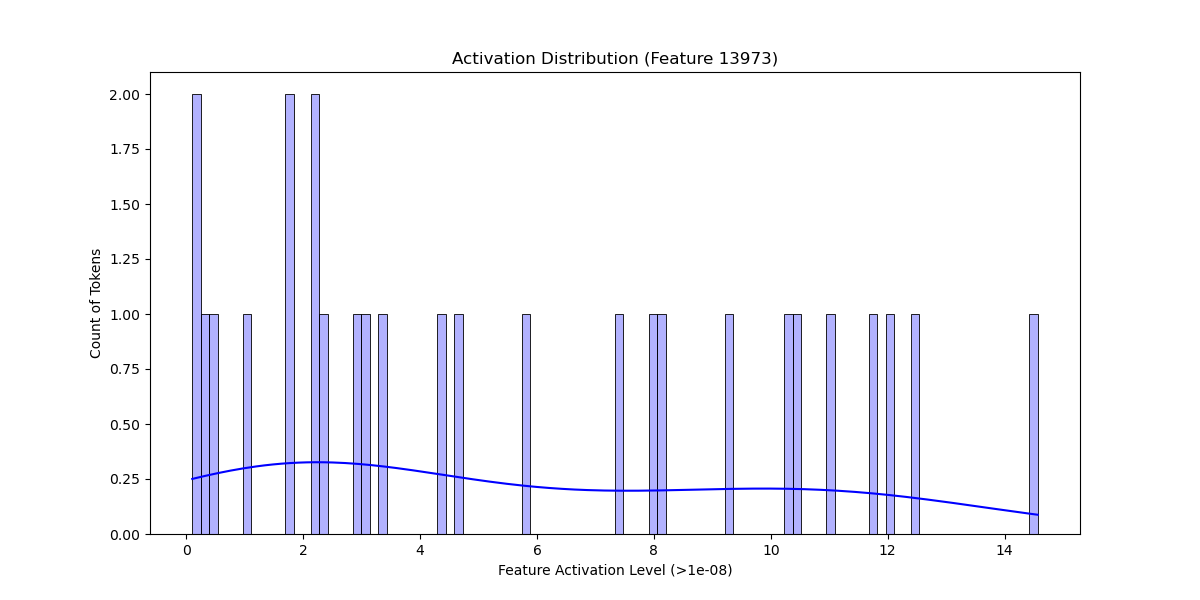 Activation Distribution (Feature 13973)
2.00
1.75
1.50
1.25
1.00
0.75
0.50
0.25
0.00
Count of Tokens
0 2 4 6 8 10 12 14
Feature Activation Level (>1e-08)